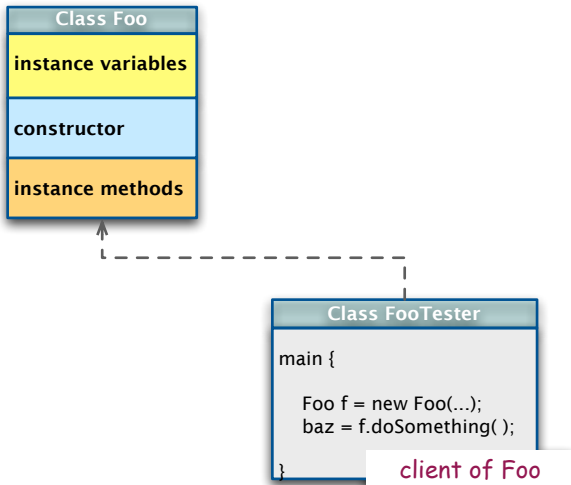 Class Foo
instance variables
constructor
instance methods
Class FooTester
main {
Foo f = new Foo(...);
baz = f.doSomething( );
}
client of Foo